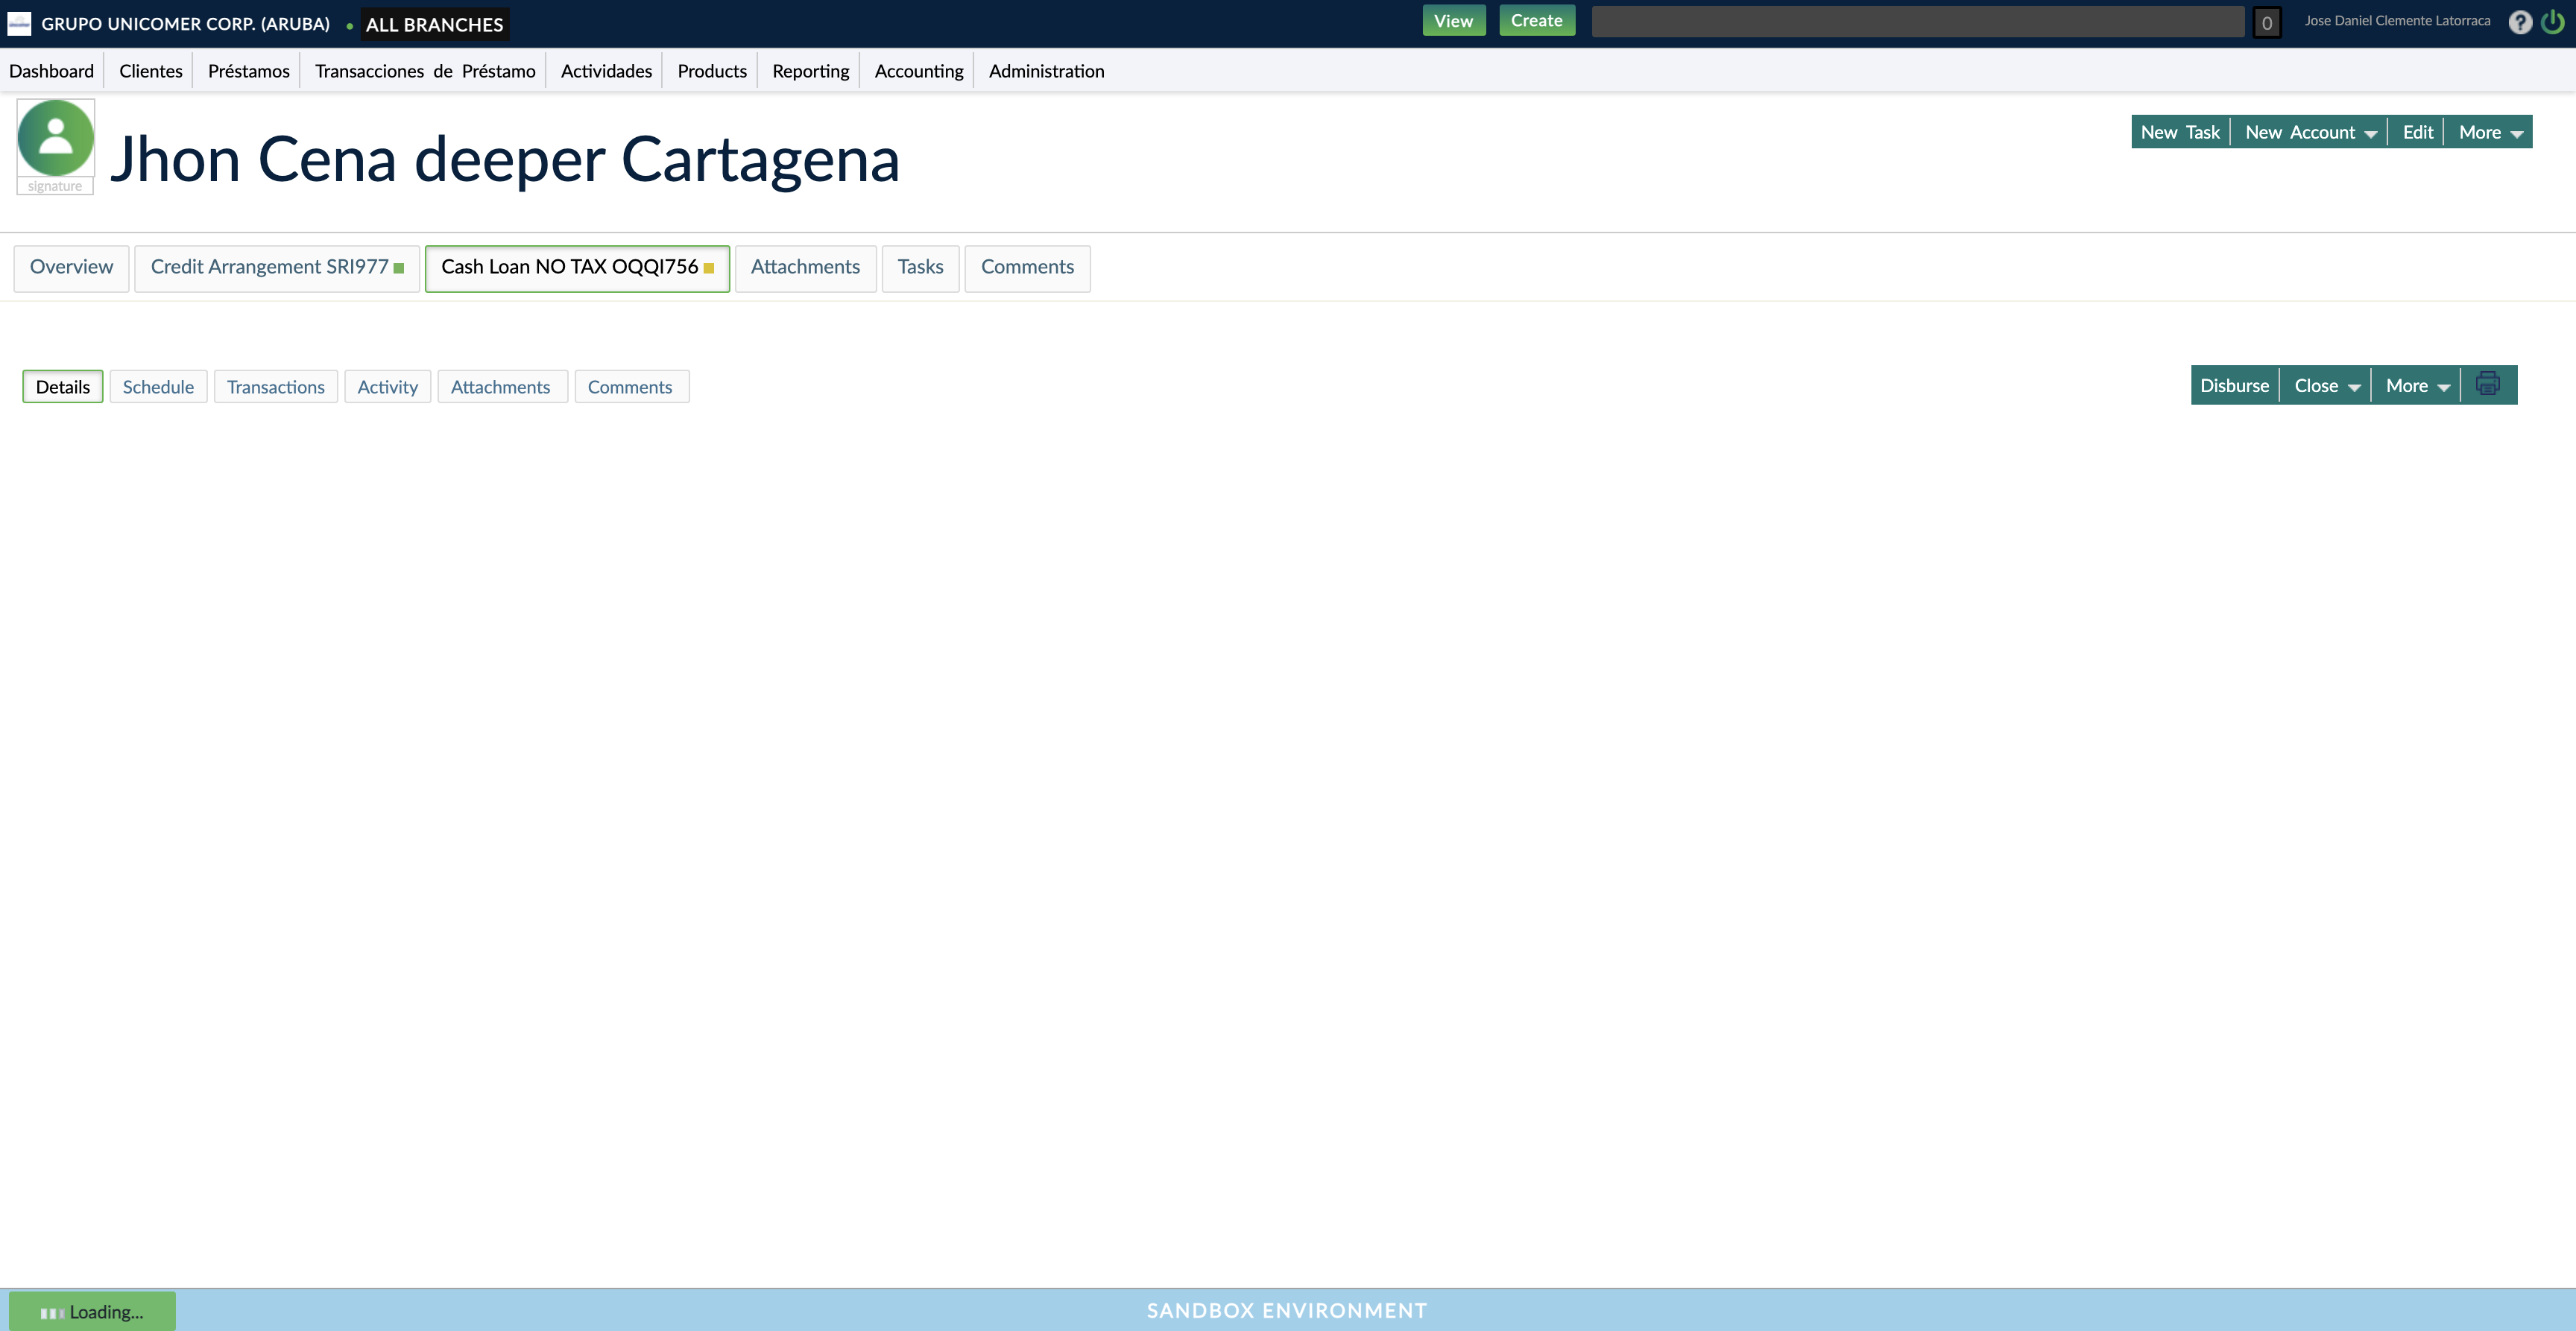 GRUPO UNICOMER CORP. (ARUBA) • ALL BRANCHES View Create 0 Jose Daniel Clemente Latorraca ?
Dashboard Clientes Préstamos Transacciones de Préstamo Actividades Products Reporting Accounting Administration
signature
Jhon Cena deeper Cartagena
New Task New Account Edit More
Overview Credit Arrangement SRI977 Cash Loan NO TAX OQQI756 Attachments Tasks Comments
Details Schedule Transactions Activity Attachments Comments
Disburse Close More
Loading...
SANDBOX ENVIRONMENT